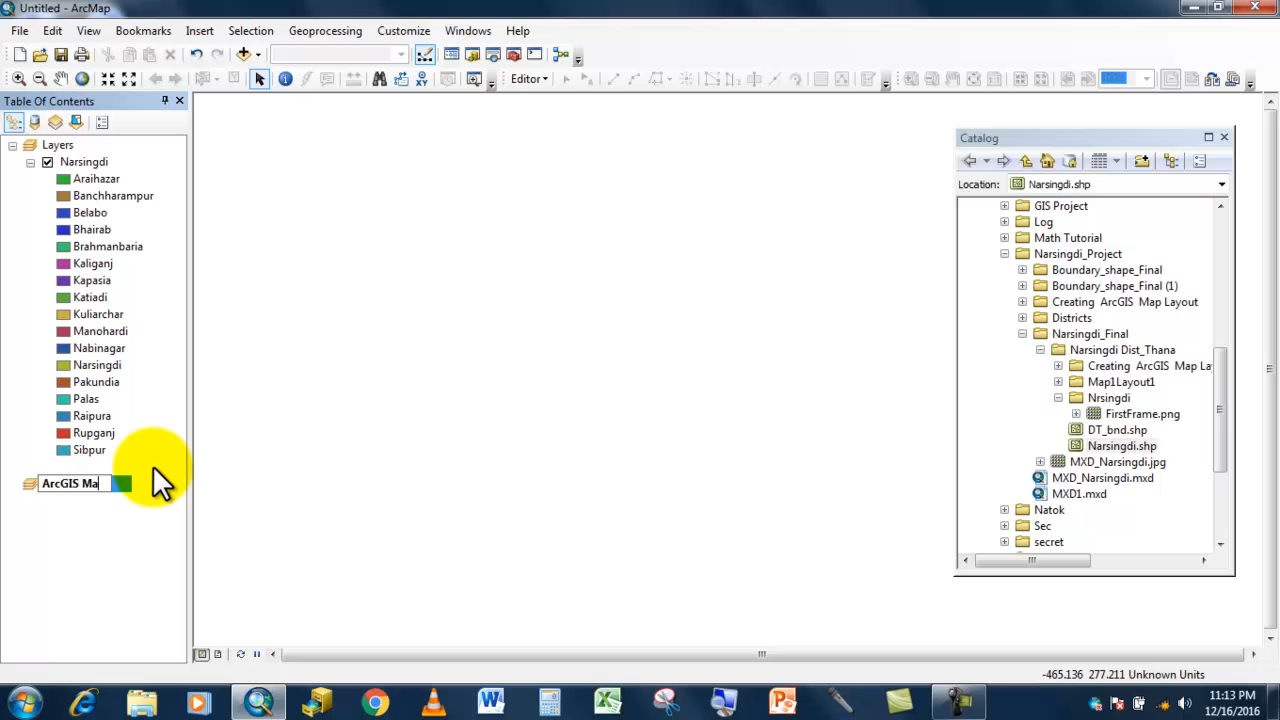 Untitled - ArcMap
File Edit View Bookmarks Insert Selection Geoprocessing Customize Windows Help
Editor
Table Of Contents
Layers
Narsingdi
Araihazar
Banchharampur
Belabo
Bhairab
Brahmanbaria
Kaliganj
Kapasia
Katiadi
Kuliarchar
Manohardi
Nabinagar
Narsingdi
Pakundia
Palas
Raipura
Rupganj
Sibpur
ArcGIS Ma
Catalog
Location: Narsingdi.shp
GIS Project
Log
Math Tutorial
Narsingdi_Project
Boundary_shape_Final
Boundary_shape_Final (1)
Creating ArcGIS Map Layout
Districts
Narsingdi_Final
Narsingdi Dist_Thana
Creating ArcGIS Map La
Map1Layout1
Nrsingdi
FirstFrame.png
DT_bnd.shp
Narsingdi.shp
MXD_Narsingdi.jpg
MXD_Narsingdi.mxd
MXD1.mxd
Natok
Sec
secret
-465.136 277.211 Unknown Units
11:13 PM
12/16/2016